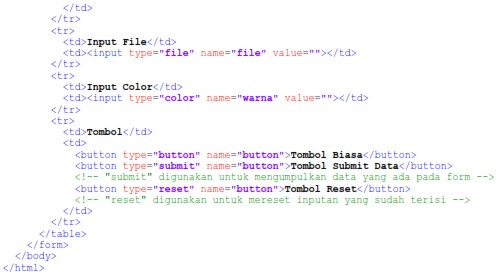 </td>
</tr>
<tr>
<td>Input File</td>
<td><input type="file" name="file" value=""></td>
</tr>
<tr>
<td>Input Color</td>
<td><input type="color" name="warna" value=""></td>
</tr>
<tr>
<td>Tombol</td>
<td>
<button type="button" name="button">Tombol Biasa</button>
<button type="submit" name="button">Tombol Submit Data</button>
<!-- "submit" digunakan untuk mengumpulkan data yang ada pada form -->
<button type="reset" name="button">Tombol Reset</button>
<!-- "reset" digunakan untuk mereset inputan yang sudah terisi -->
</td>
</tr>
</table>
</form>
</body>
</html>